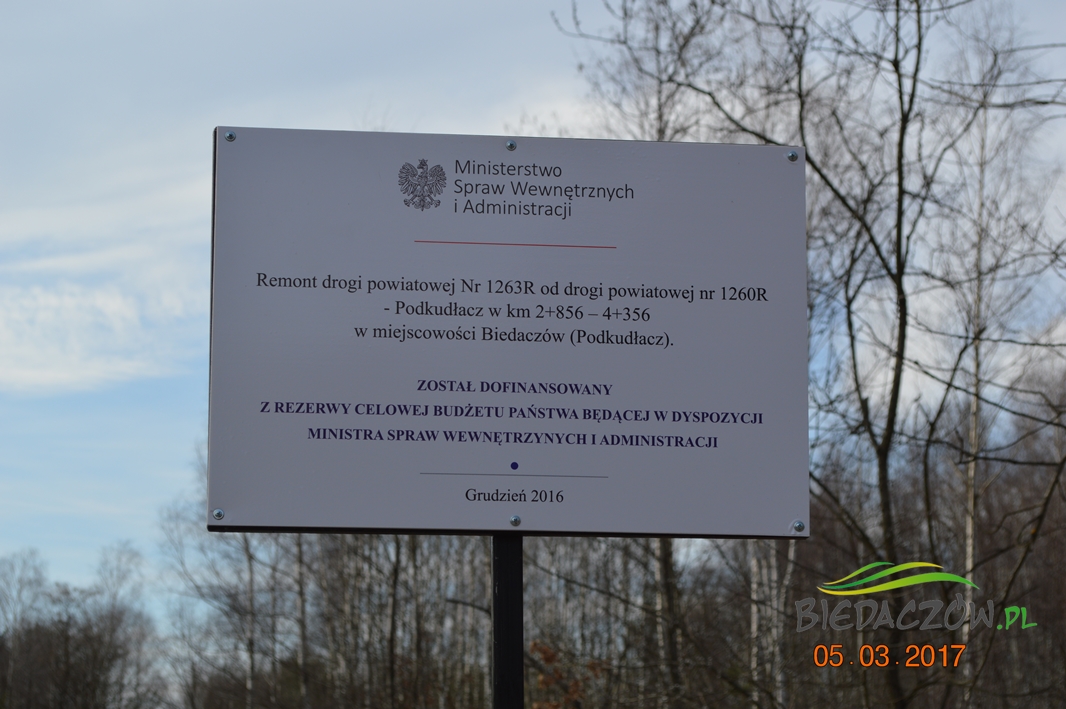 Ministerstwo
Spraw Wewnętrznych
i Administracji
Remont drogi powiatowej Nr 1263R od drogi powiatowej nr 1260R
- Podkudłacz w km 2+856 – 4+356
w miejscowości Biedaczów (Podkudłacz).
ZOSTAŁ DOFINANSOWANY
Z REZERWY CELOWEJ BUDŻETU PAŃSTWA BĘDĄCEJ W DYSPOZYCJI
MINISTRA SPRAW WEWNĘTRZYNYCH I ADMINISTRACJI
Grudzień 2016
BIEDACZÓW.PL
05.03.2017